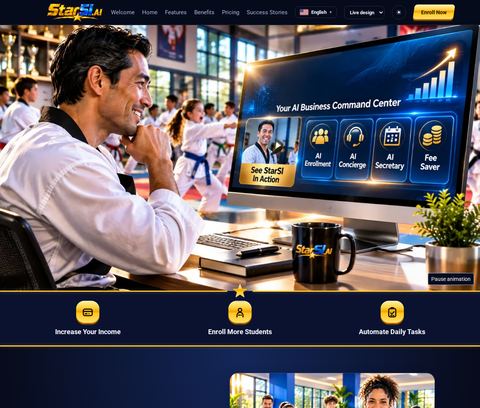 StarSI AI
Welcome
Home
Features
Benefits
Pricing
Success Stories
English
Live design
Enroll Now
Your AI Business Command Center
See StarSI
In Action
AI
Enrollment
AI
Concierge
AI
Secretary
Fee
Saver
StarSI AI
Pause animation
Increase Your Income
Enroll More Students
Automate Daily Tasks